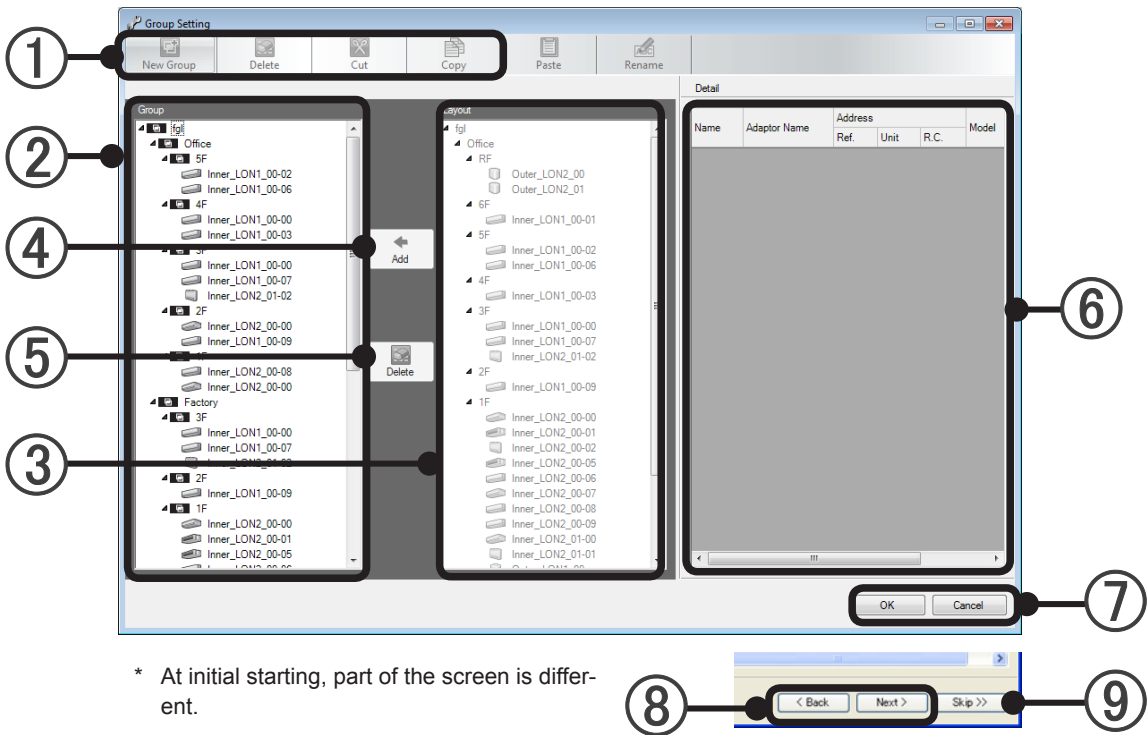 Group Setting
①
New Group Delete Cut Copy Paste Rename
Detail
②
Group
fgl
Office
5F
Inner_LON1_00-02
Inner_LON1_00-06
4F
Inner_LON1_00-00
Inner_LON1_00-03
3F
Inner_LON1_00-00
Inner_LON1_00-07
Inner_LON2_01-02
2F
Inner_LON2_00-00
Inner_LON1_00-09
Inner_LON2_00-08
Inner_LON2_00-00
Factory
3F
Inner_LON1_00-00
Inner_LON1_00-07
2F
Inner_LON1_00-09
1F
Inner_LON2_00-00
Inner_LON2_00-01
Inner_LON2_00-05
④
Add
⑤
Delete
③
Layout
fgl
Office
RF
Outer_LON2_00
Outer_LON2_01
6F
Inner_LON1_00-01
5F
Inner_LON1_00-02
Inner_LON1_00-06
4F
Inner_LON1_00-03
3F
Inner_LON1_00-00
Inner_LON1_00-07
Inner_LON2_01-02
2F
Inner_LON1_00-09
1F
Inner_LON2_00-00
Inner_LON2_00-01
Inner_LON2_00-02
Inner_LON2_00-05
Inner_LON2_00-06
Inner_LON2_00-07
Inner_LON2_00-08
Inner_LON2_00-09
Inner_LON2_01-00
Inner_LON2_01-01
Name Adaptor Name Address Model
Ref. Unit R.C.
⑥
OK Cancel
⑦
* At initial starting, part of the screen is differ-
ent.
⑧
< Back Next > Skip >>
⑨